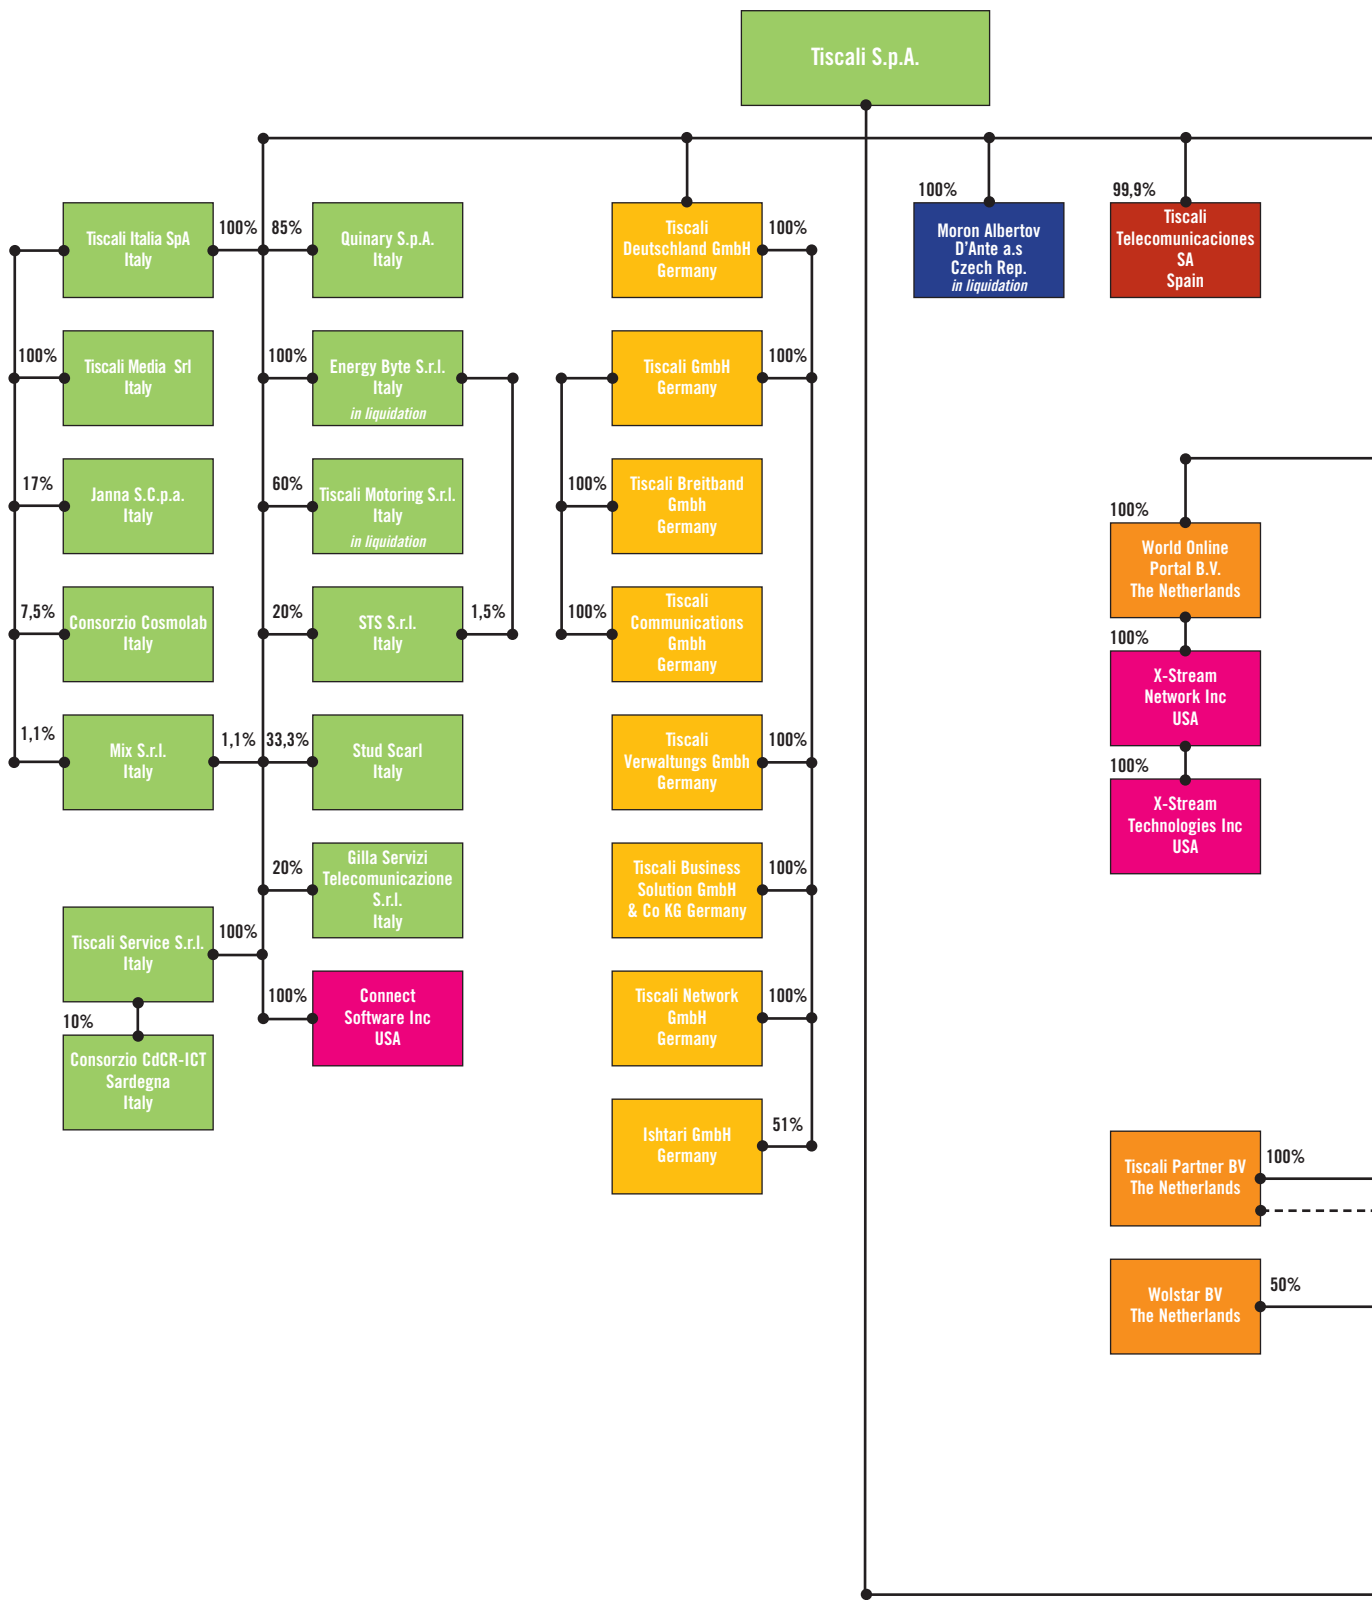 Tiscali S.p.A.
100%
Moron Albertov
D'Ante a.s
Czech Rep.
in liquidation
99,9%
Tiscali
Telecomunicaciones
SA
Spain
Tiscali Italia SpA
Italy
100%
85%
Quinary S.p.A.
Italy
Tiscali
Deutschland GmbH
Germany
100%
100%
Tiscali Media Srl
Italy
100%
Energy Byte S.r.l.
Italy
in liquidation
Tiscali GmbH
Germany
100%
17%
Janna S.C.p.a.
Italy
60%
Tiscali Motoring S.r.l.
Italy
in liquidation
100%
Tiscali Breitband
Gmbh
Germany
100%
World Online
Portal B.V.
The Netherlands
7,5%
Consorzio Cosmolab
Italy
20%
STS S.r.l.
Italy
1,5%
100%
Tiscali
Communications
Gmbh
Germany
100%
X-Stream
Network Inc
USA
1,1%
Mix S.r.l.
Italy
1,1%
33,3%
Stud Scarl
Italy
Tiscali
Verwaltungs Gmbh
Germany
100%
100%
X-Stream
Technologies Inc
USA
20%
Gilla Servizi
Telecomunicazione
S.r.l.
Italy
Tiscali Business
Solution GmbH
& Co KG Germany
100%
Tiscali Service S.r.l.
Italy
100%
100%
Connect
Software Inc
USA
Tiscali Network
GmbH
Germany
100%
10%
Consorzio CdCR-ICT
Sardegna
Italy
Ishtari GmbH
Germany
51%
Tiscali Partner BV
The Netherlands
100%
Wolstar BV
The Netherlands
50%